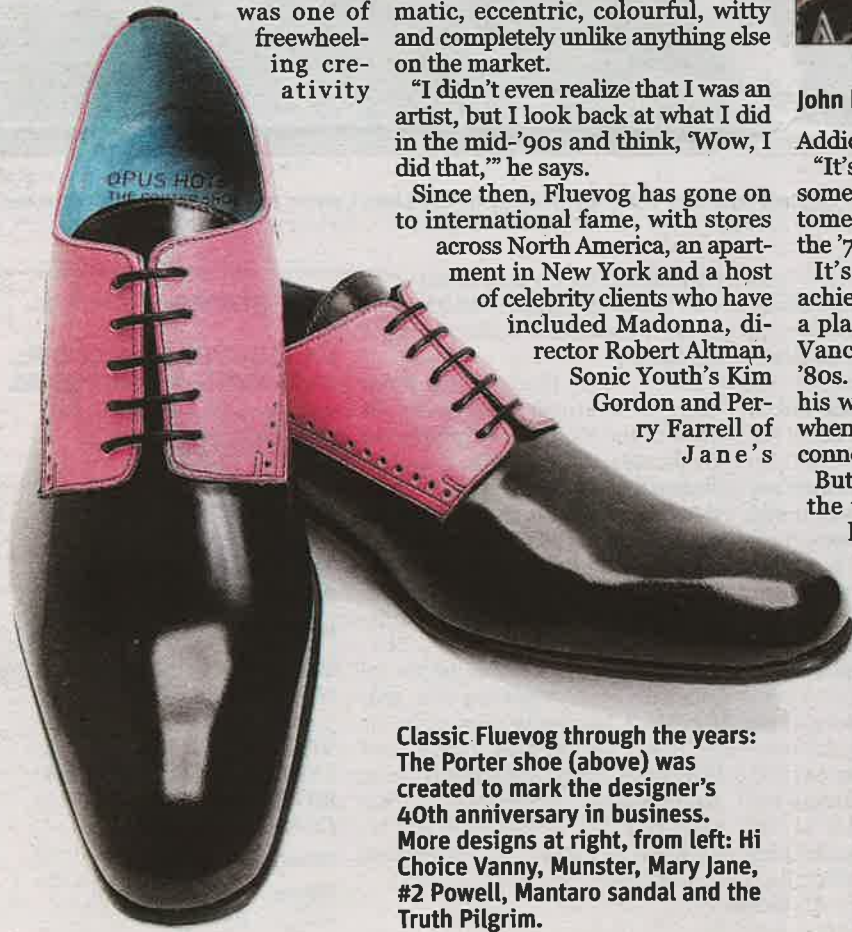 was one of
freewheel-
ing cre-
ativity
matic, eccentric, colourful, witty
and completely unlike anything else
on the market.
“I didn’t even realize that I was an
artist, but I look back at what I did
in the mid-’90s and think, ‘Wow, I
did that,’” he says.
Since then, Fluevog has gone on
to international fame, with stores
across North America, an apart-
ment in New York and a host
of celebrity clients who have
included Madonna, di-
rector Robert Altman,
Sonic Youth’s Kim
Gordon and Per-
ry Farrell of
Jane’s
John
Addie
“It’s
some
tome
the ’7
It’s
achie
a pla
Vanc
’80s.
his w
when
conne
But
the
OPUS HOT
THE PORTER SHO
Classic Fluevog through the years:
The Porter shoe (above) was
created to mark the designer’s
40th anniversary in business.
More designs at right, from left: Hi
Choice Vanny, Munster, Mary Jane,
#2 Powell, Mantaro sandal and the
Truth Pilgrim.